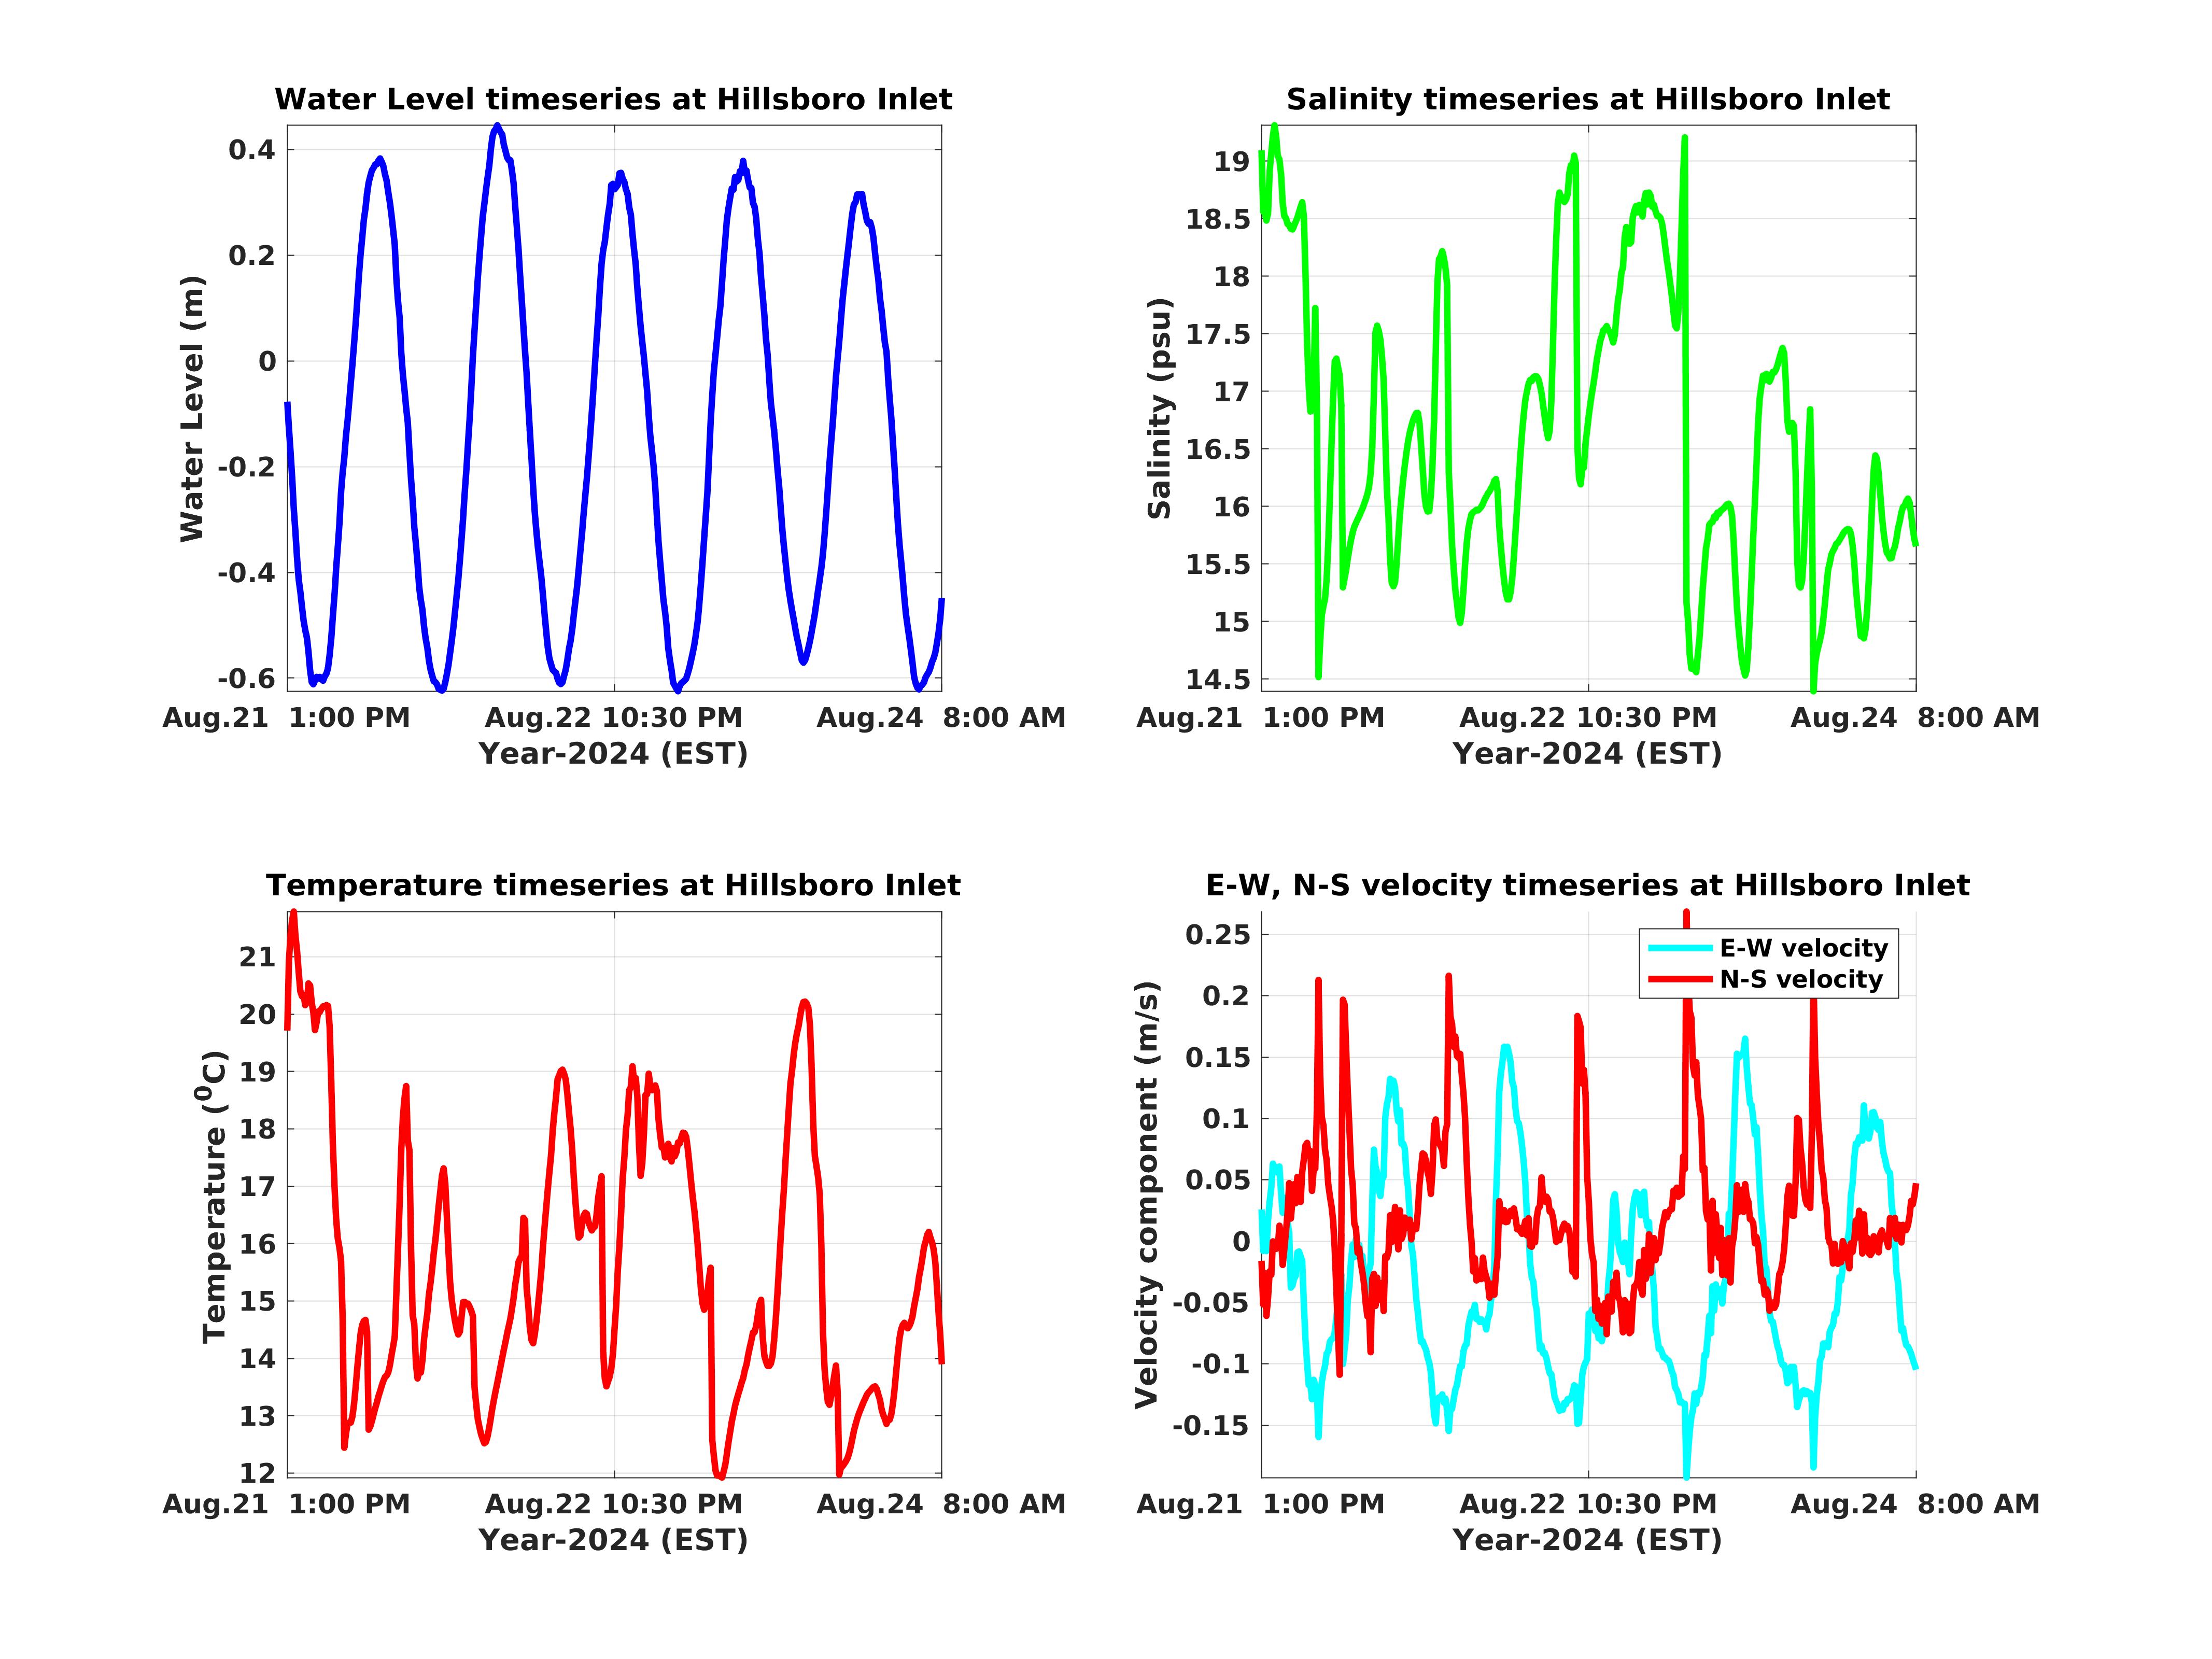 Water Level timeseries at Hillsboro Inlet
0.4
0.2
0
-0.2
-0.4
-0.6
Water Level (m)
Aug.21  1:00 PM
Aug.22 10:30 PM
Aug.24  8:00 AM
Year-2024 (EST)
Salinity timeseries at Hillsboro Inlet
19
18.5
18
17.5
17
16.5
16
15.5
15
14.5
Salinity (psu)
Aug.21  1:00 PM
Aug.22 10:30 PM
Aug.24  8:00 AM
Year-2024 (EST)
Temperature timeseries at Hillsboro Inlet
21
20
19
18
17
16
15
14
13
12
Temperature (⁰C)
Aug.21  1:00 PM
Aug.22 10:30 PM
Aug.24  8:00 AM
Year-2024 (EST)
E-W, N-S velocity timeseries at Hillsboro Inlet
E-W velocity
N-S velocity
0.25
0.2
0.15
0.1
0.05
0
-0.05
-0.1
-0.15
Velocity component (m/s)
Aug.21  1:00 PM
Aug.22 10:30 PM
Aug.24  8:00 AM
Year-2024 (EST)